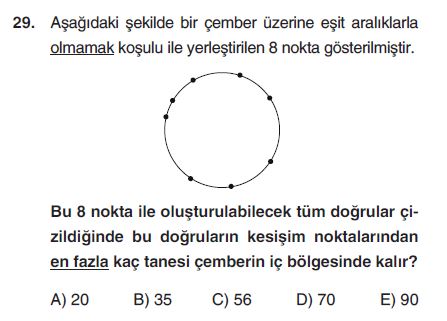 29. Aşağıdaki şekilde bir çember üzerine eşit aralıklarla
olmamak koşulu ile yerleştirilen 8 nokta gösterilmiştir.
Bu 8 nokta ile oluşturulabilecek tüm doğrular çi-
zildiğinde bu doğruların kesişim noktalarından
en fazla kaç tanesi çemberin iç bölgesinde kalır?
A) 20 B) 35 C) 56 D) 70 E) 90